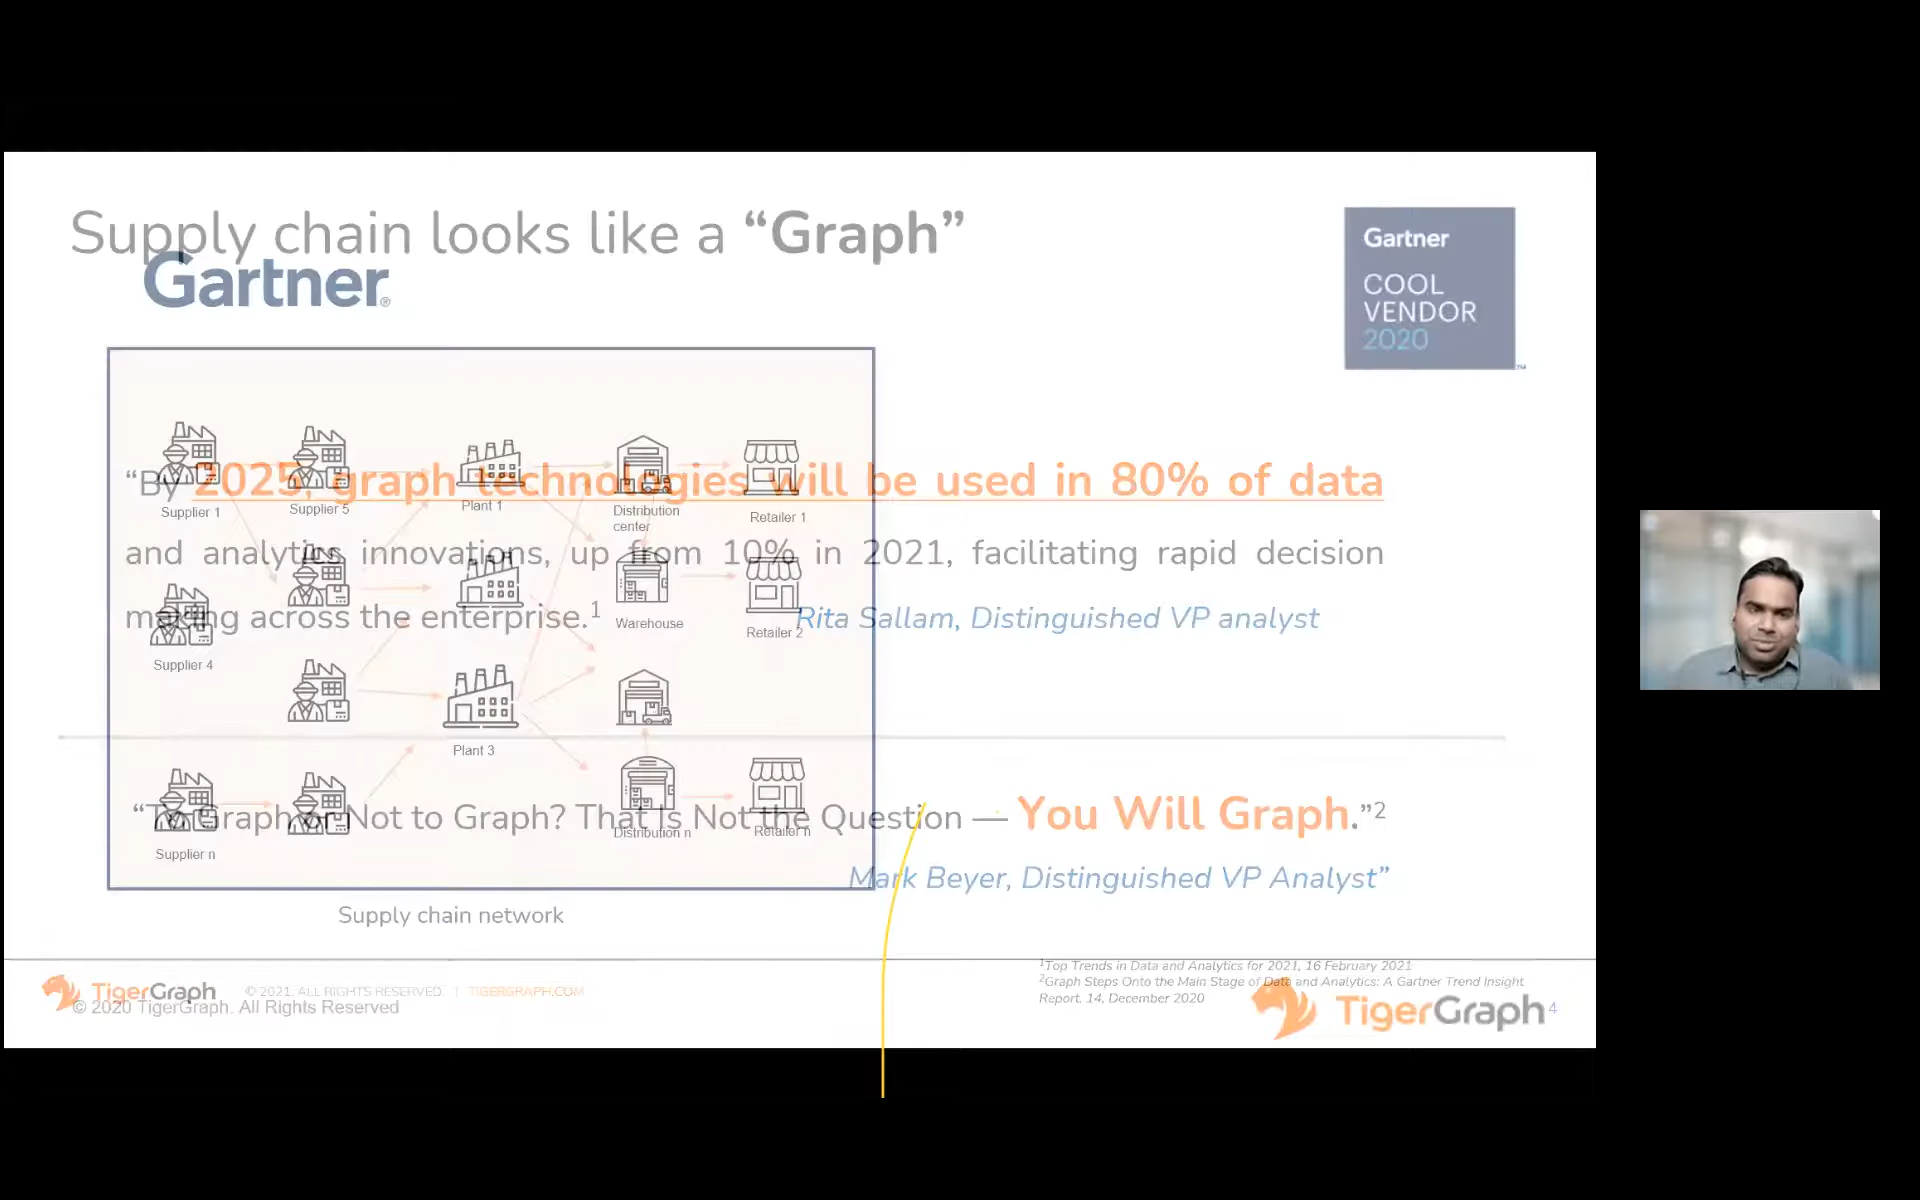 Supply chain looks like a “Graph”
Gartner®
Gartner
COOL
VENDOR
2020
TM
“By 2025, graph technologies will be used in 80% of data
and analytics innovations, up from 10% in 2021, facilitating rapid decision
making across the enterprise.1
Rita Sallam, Distinguished VP analyst
Supplier 1
Supplier 5
Plant 1
Distribution
center
Retailer 1
Warehouse
Retailer 2
Supplier 4
Plant 3
“To Graph or Not to Graph? That Is Not the Question — You Will Graph.”2
Distribution n
Retailer n
Supplier n
Mark Beyer, Distinguished VP Analyst”
Supply chain network
1Top Trends in Data and Analytics for 2021, 16 February 2021
2Graph Steps Onto the Main Stage of Data and Analytics: A Gartner Trend Insight
Report. 14, December 2020
TigerGraph
© 2021. ALL RIGHTS RESERVED. | TIGERGRAPH.COM
© 2020 TigerGraph. All Rights Reserved
TigerGraph
4